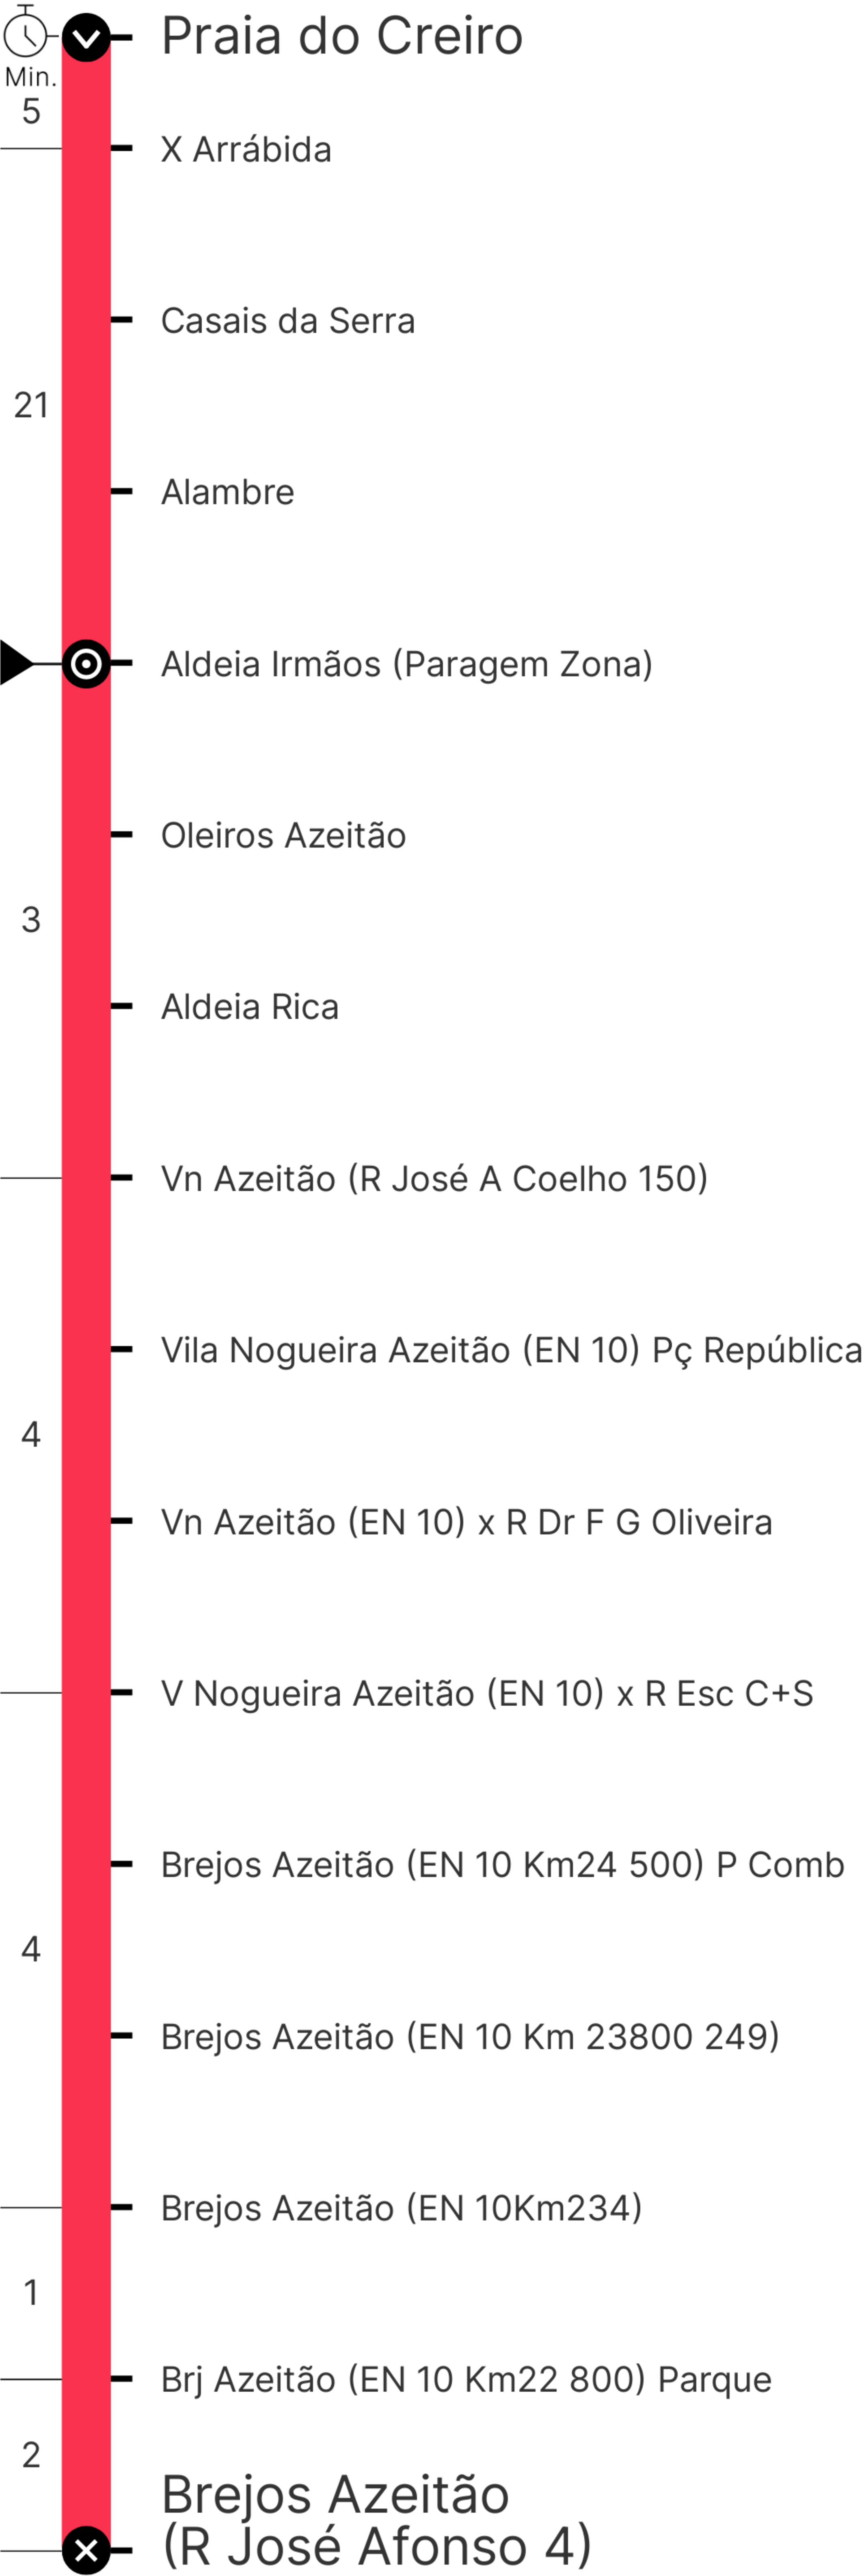 Praia do Creiro
Min.
5
X Arrábida
Casais da Serra
21
Alambre
Aldeia Irmãos (Paragem Zona)
Oleiros Azeitão
3
Aldeia Rica
Vn Azeitão (R José A Coelho 150)
Vila Nogueira Azeitão (EN 10) Pç República
4
Vn Azeitão (EN 10) x R Dr F G Oliveira
V Nogueira Azeitão (EN 10) x R Esc C+S
Brejos Azeitão (EN 10 Km24 500) P Comb
4
Brejos Azeitão (EN 10 Km 23800 249)
Brejos Azeitão (EN 10Km234)
1
Brj Azeitão (EN 10 Km22 800) Parque
2
Brejos Azeitão
(R José Afonso 4)